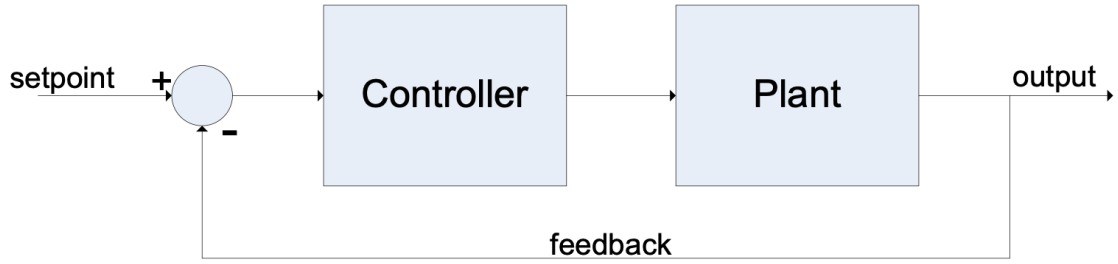 setpoint
+
Controller
Plant
output
-
feedback